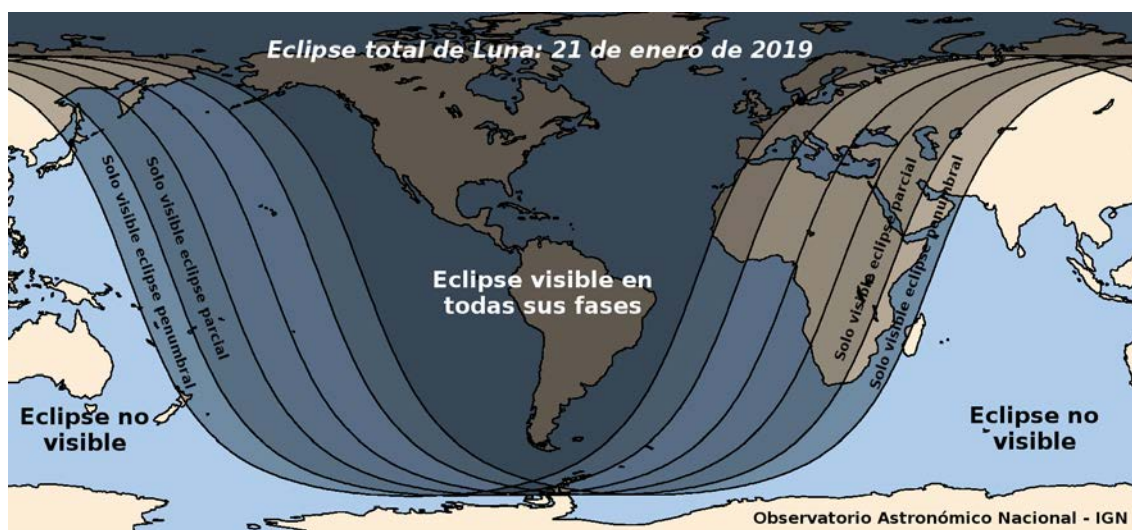 Eclipse total de Luna: 21 de enero de 2019
Solo visible eclipse penumbral
Solo visible eclipse parcial
Eclipse visible en
todas sus fases
Solo visible eclipse parcial
Solo visible eclipse penumbral
Eclipse no
visible
Eclipse no
visible
Observatorio Astronómico Nacional - IGN